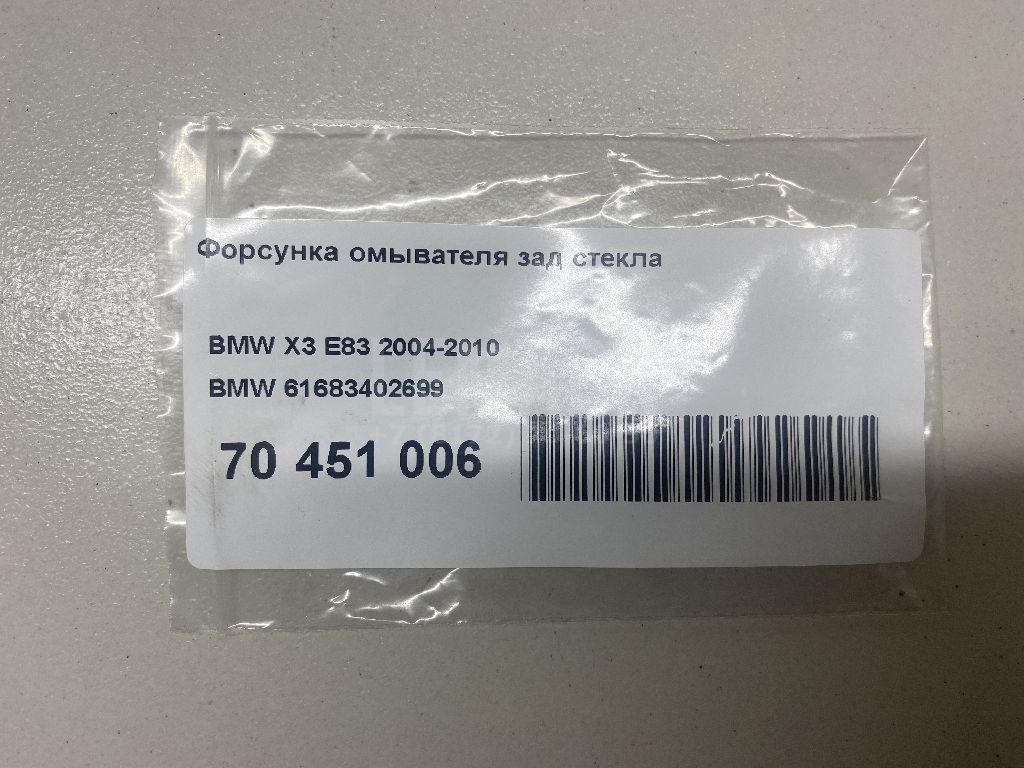 Форсунка омывателя зад стекла
BMW X3 E83 2004-2010
BMW 61683402699
70 451 006